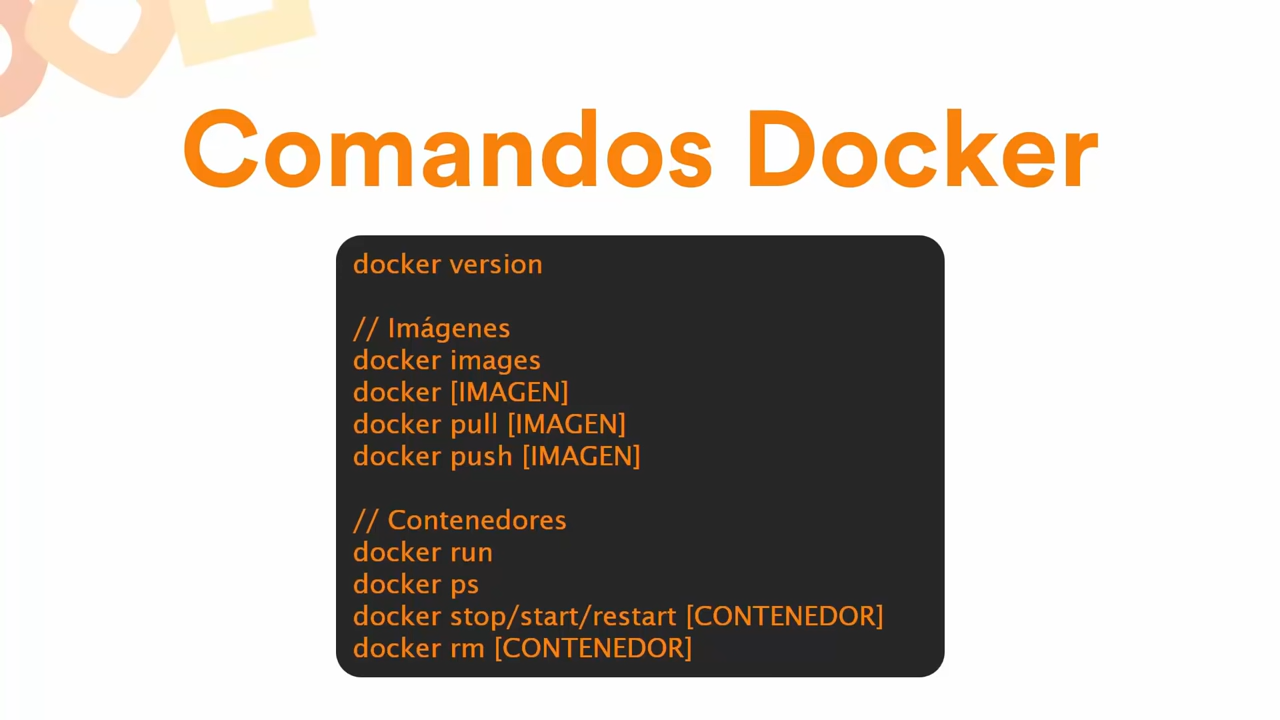 Comandos Docker
docker version
// Imágenes
docker images
docker [IMAGEN]
docker pull [IMAGEN]
docker push [IMAGEN]
// Contenedores
docker run
docker ps
docker stop/start/restart [CONTENEDOR]
docker rm [CONTENEDOR]